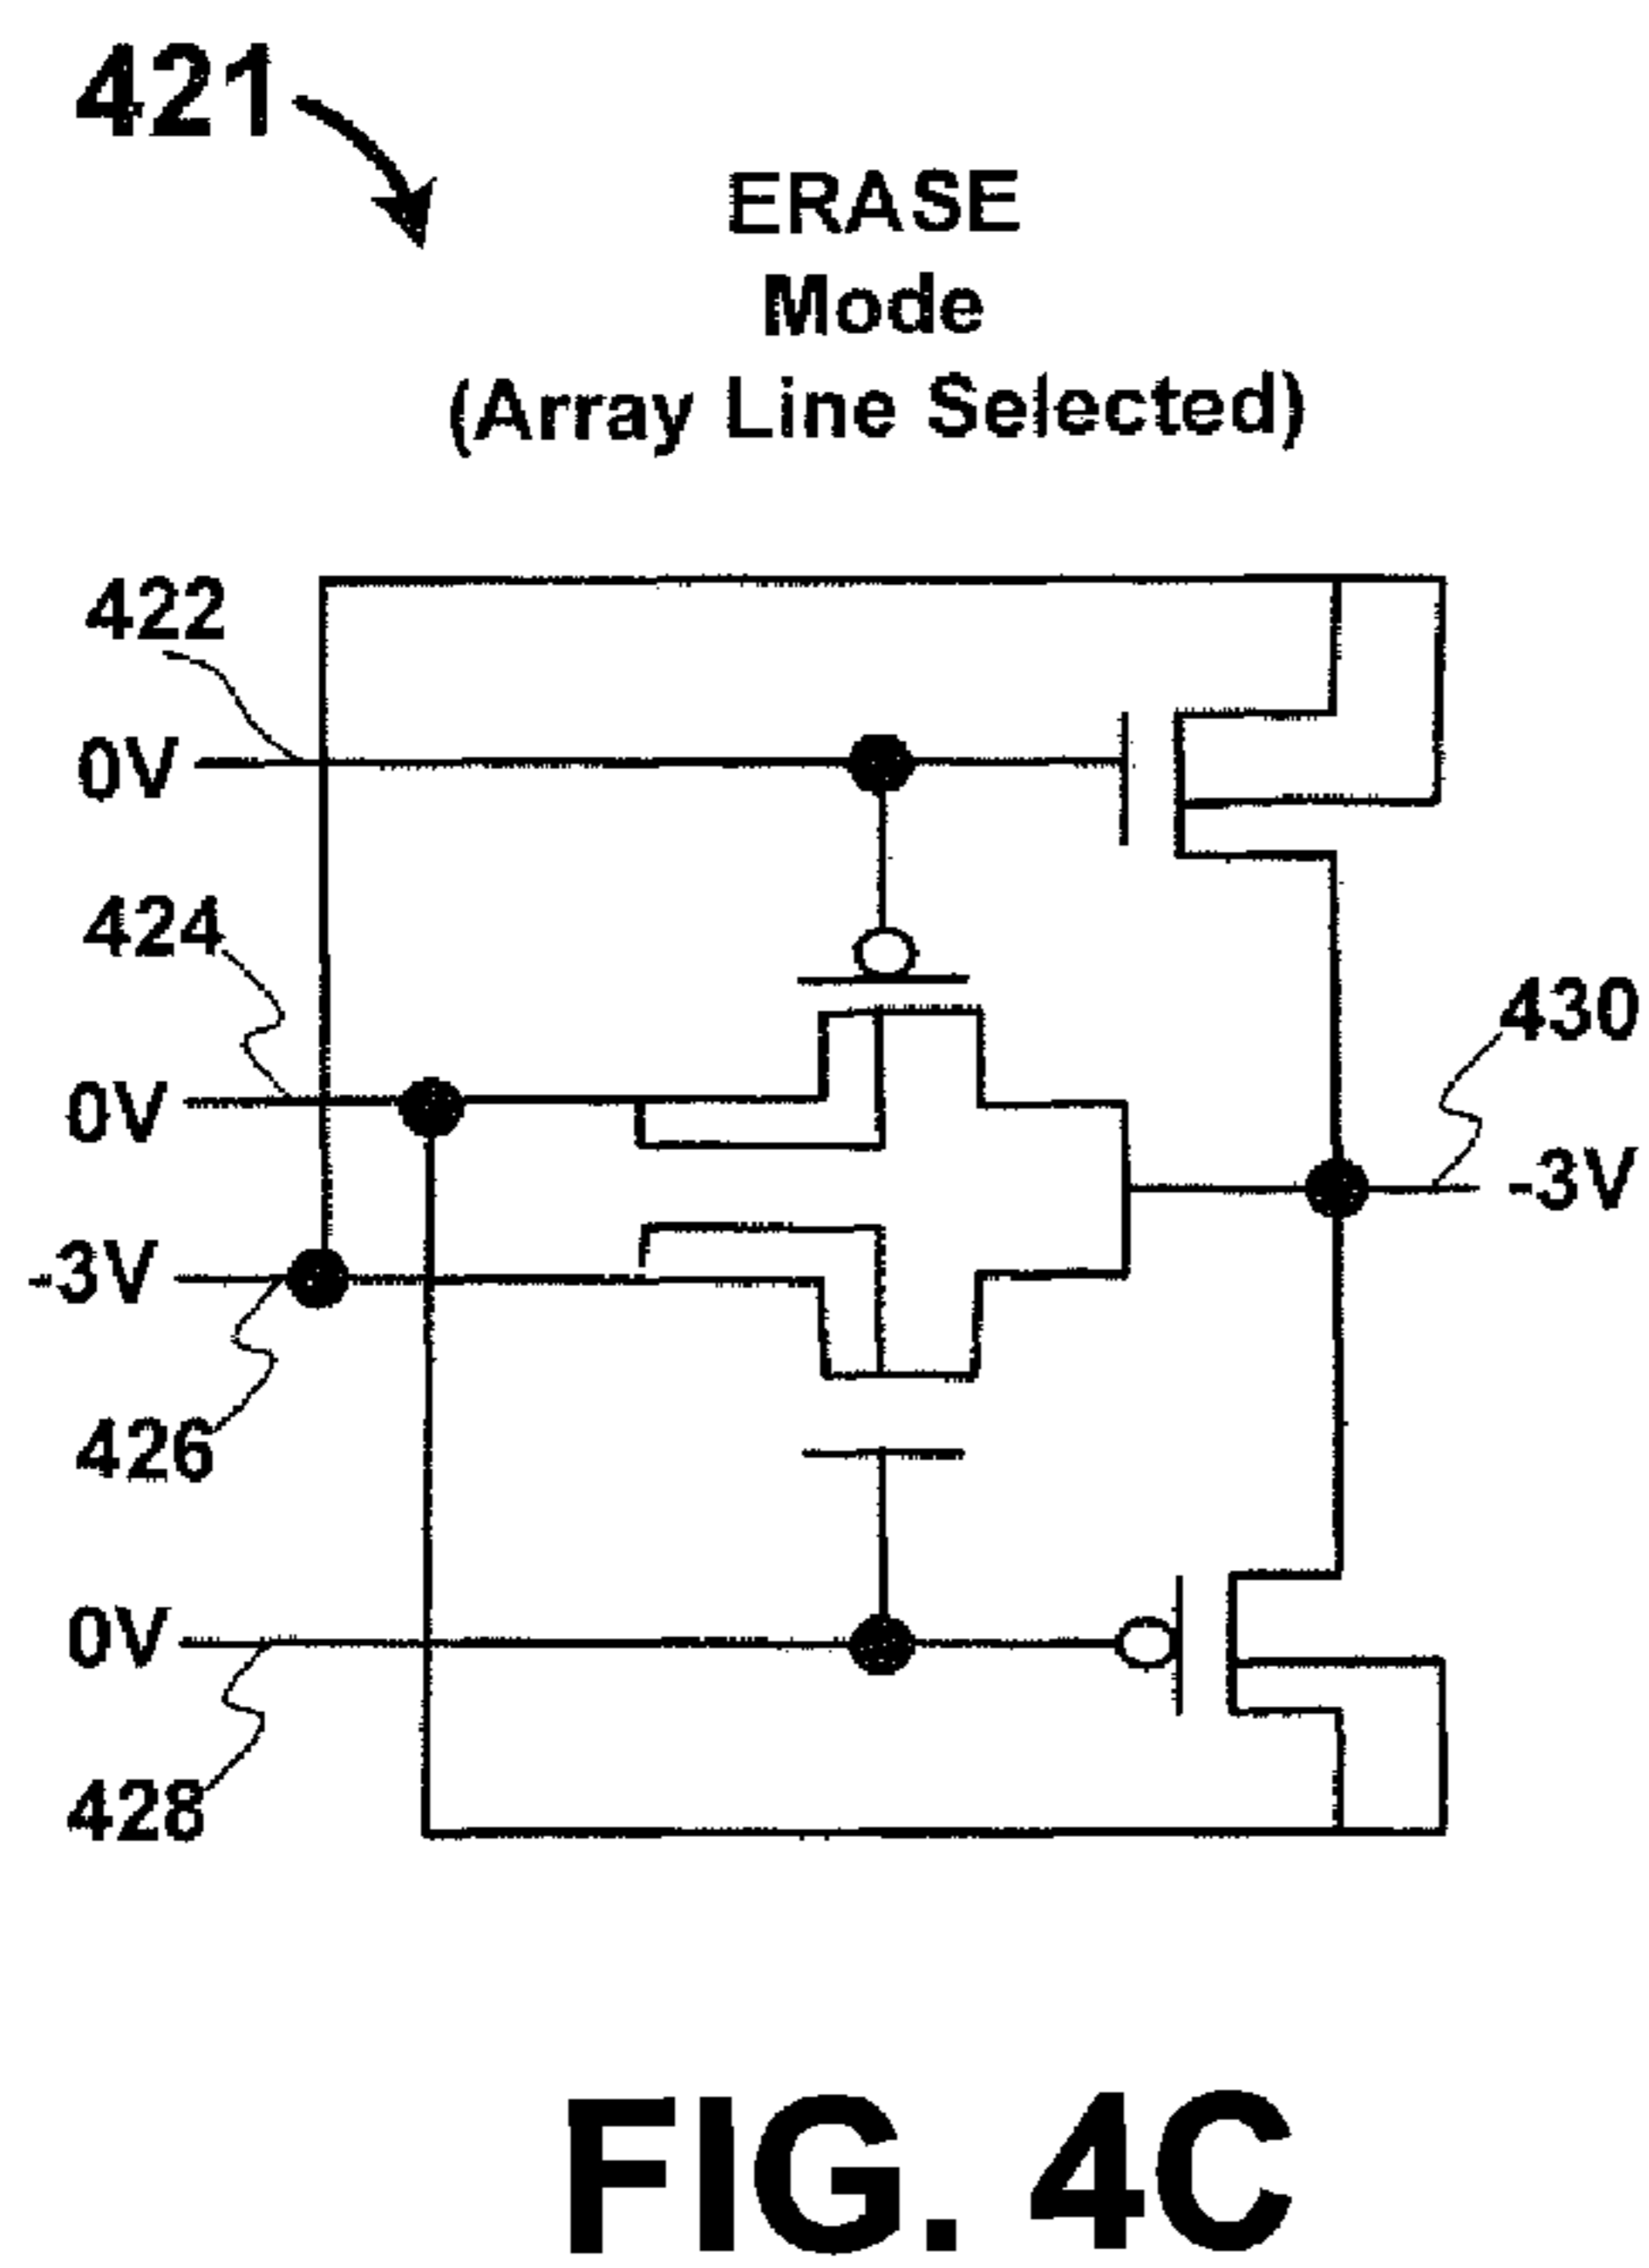 421
ERASE
Mode
(Array Line Selected)
422
0V
424
430
0V
-3V
-3V
426
0V
428
FIG. 4C